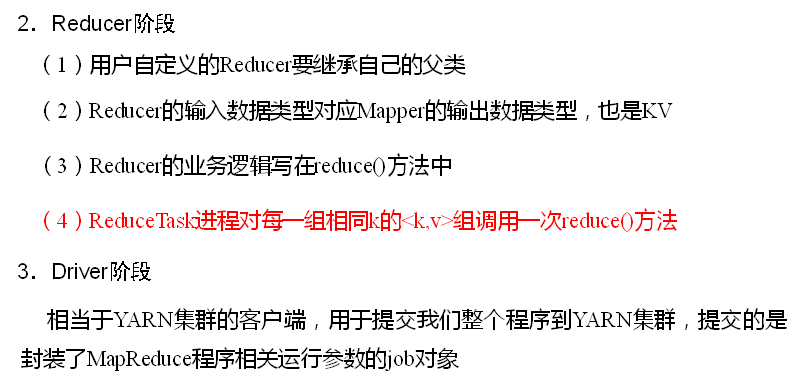 2．Reducer阶段
（1）用户自定义的Reducer要继承自己的父类
（2）Reducer的输入数据类型对应Mapper的输出数据类型，也是KV
（3）Reducer的业务逻辑写在reduce()方法中
（4）ReduceTask进程对每一组相同k的<k,v>组调用一次reduce()方法
3．Driver阶段
相当于YARN集群的客户端，用于提交我们整个程序到YARN集群，提交的是
封装了MapReduce程序相关运行参数的job对象